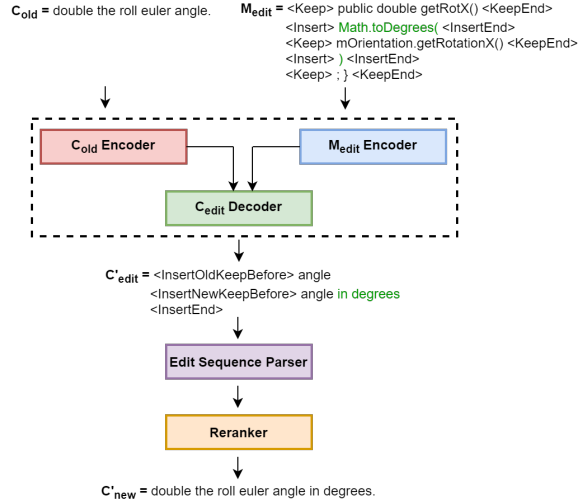 C_old = double the roll euler angle.
M_edit = <Keep> public double getRotX() <KeepEnd>
<Insert> Math.toDegrees( <InsertEnd>
<Keep> mOrientation.getRotationX() <KeepEnd>
<Insert> ) <InsertEnd>
<Keep> ; } <KeepEnd>
C_old Encoder
M_edit Encoder
C_edit Decoder
C'_edit = <InsertOldKeepBefore> angle
<InsertNewKeepBefore> angle in degrees
<InsertEnd>
Edit Sequence Parser
Reranker
C'_new = double the roll euler angle in degrees.